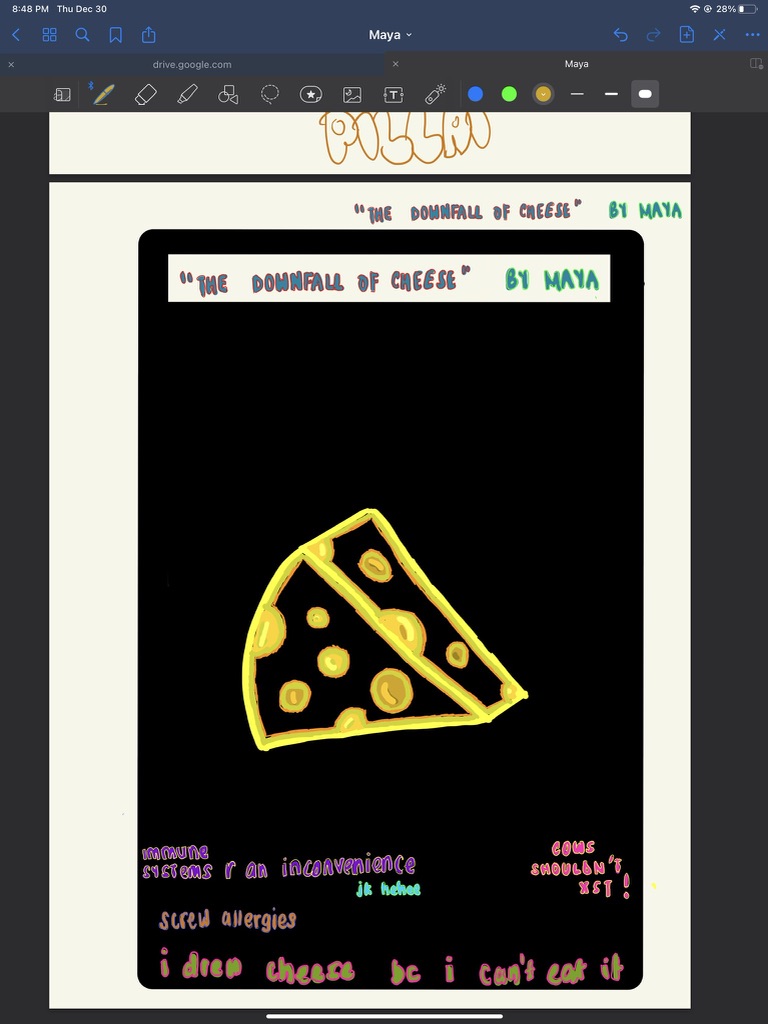 8:48 PM Thu Dec 30
28%
Maya
drive.google.com
Maya
PILLAI
"THE DOWNFALL OF CHEESE" BY MAYA
"THE DOWNFALL OF CHEESE" BY MAYA
immune
systems r an inconvenience
jk hehee
cows
SHOULDN'T
XST!
screw allergies
i drew cheeze bc i can't eat it